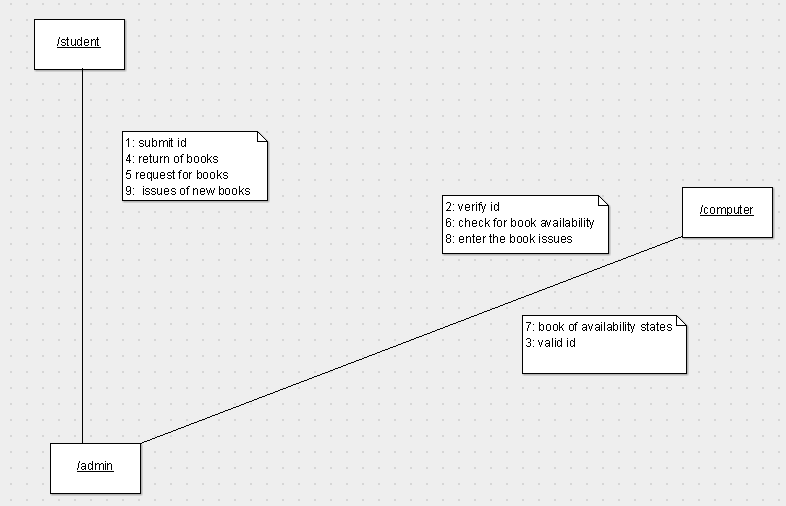 /student
1: submit id
4: return of books
5 request for books
9:  issues of new books
2: verify id
6: check for book availability
8: enter the book issues
/computer
7: book of availability states
3: valid id
/admin